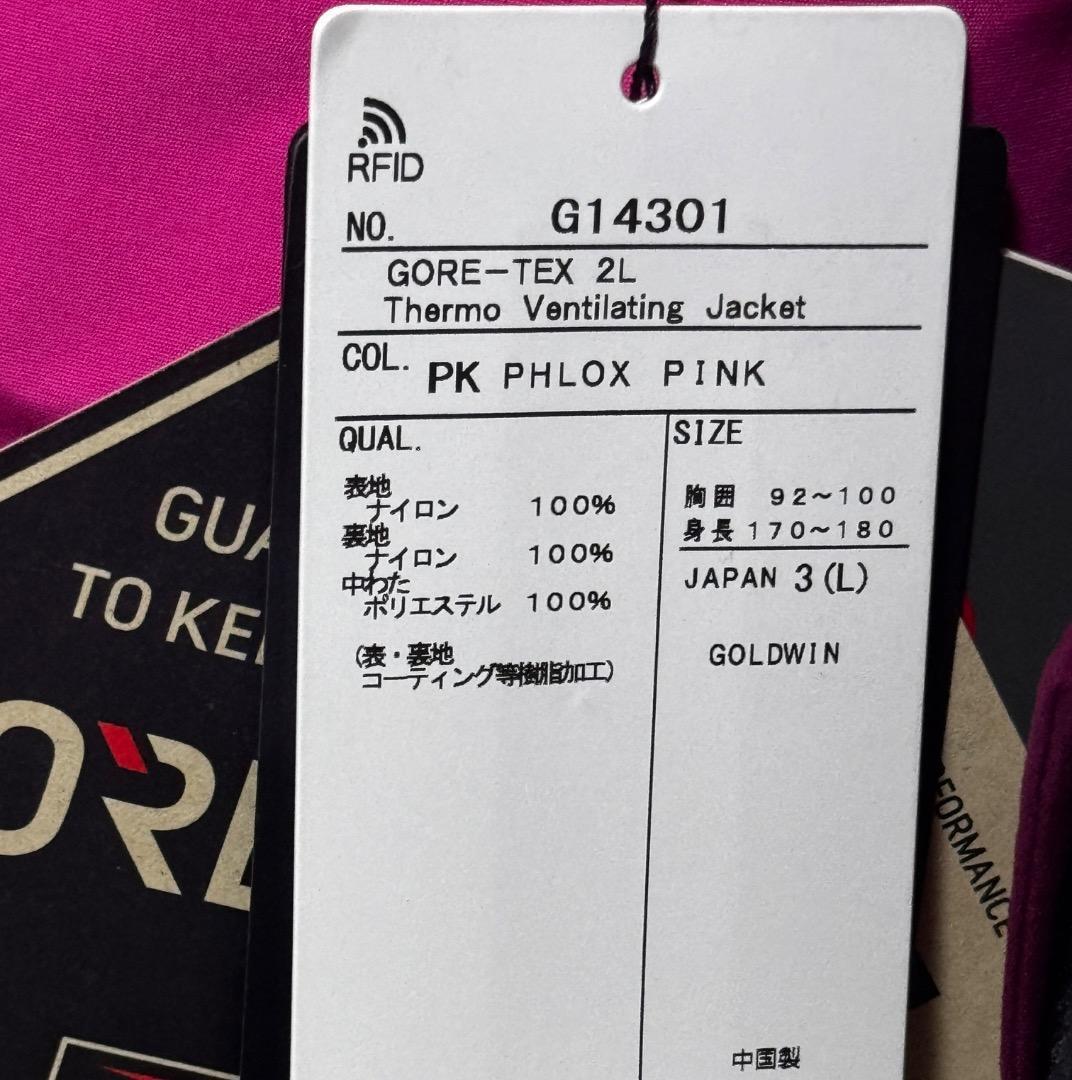 RFID
NO. G14301
GORE-TEX 2L
Thermo Ventilating Jacket
COL. PK PHLOX PINK
QUAL.
表地
ナイロン 100%
裏地
ナイロン 100%
中わた
ポリエステル 100%
(表・裏地
コーティング等樹脂加工)
SIZE
胸囲 92~100
身長 170~180
JAPAN 3(L)
GOLDWIN
中国製
GUA
TO KE
ORE
FORMANCE